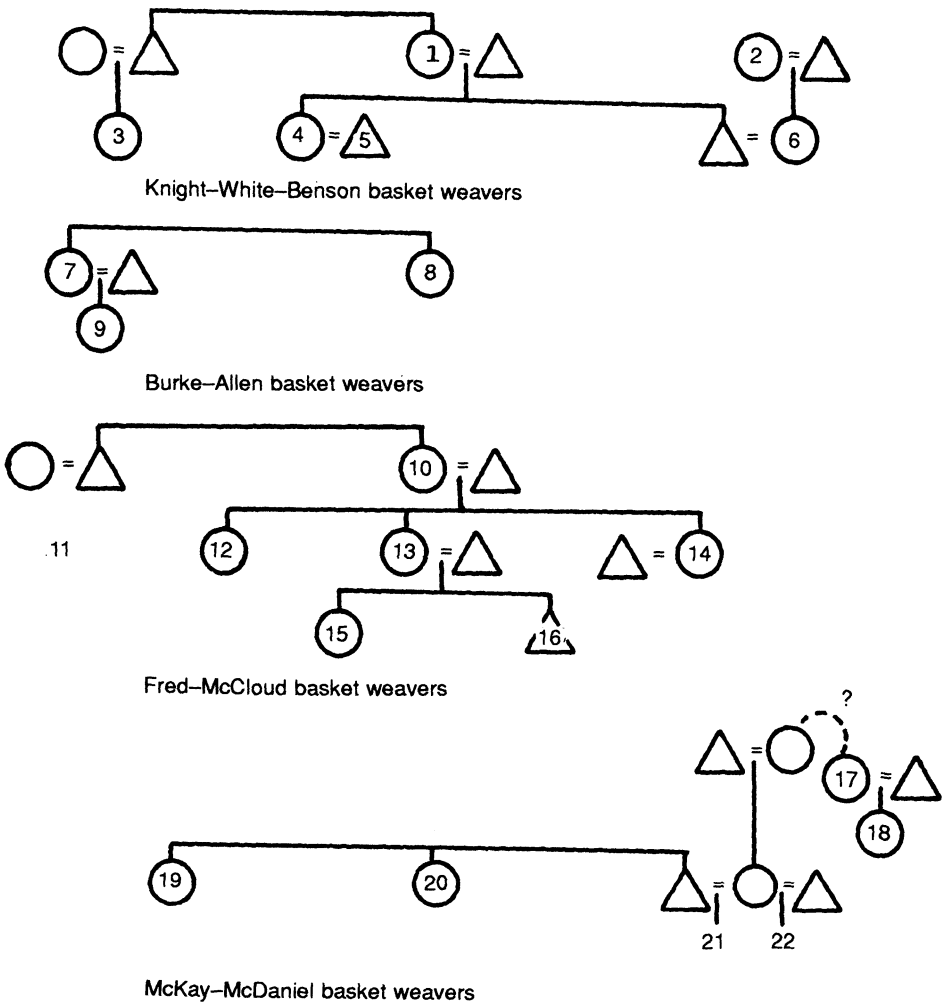 1 = 2 =
=
3 4 = 5 = 6
Knight–White–Benson basket weavers
7 = 8
9
Burke–Allen basket weavers
= 10 =
.11 12 13 = = 14
15 16
Fred–McCloud basket weavers
?
= 17 =
18
19 20 = =
21 22
McKay–McDaniel basket weavers